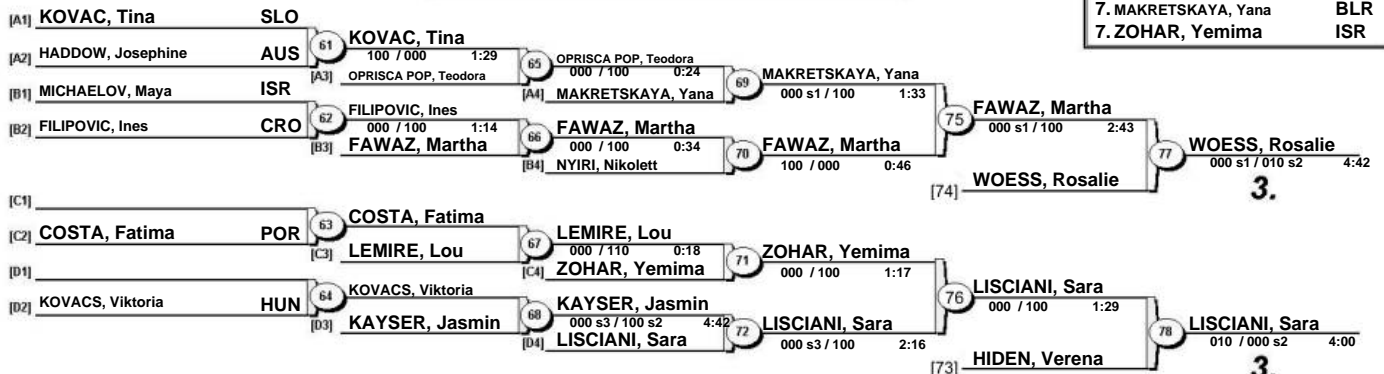 7. MAKRETSKAYA, Yana BLR
7. ZOHAR, Yemima ISR
[A1] KOVAC, Tina SLO
[A2] HADDOW, Josephine AUS
61 KOVAC, Tina
100 / 000 1:29
[A3] OPRISCA POP, Teodora
65 OPRISCA POP, Teodora
000 / 100 0:24
[A4] MAKRETSKAYA, Yana
69 MAKRETSKAYA, Yana
000 s1 / 100 1:33
[B1] MICHAELOV, Maya ISR
[B2] FILIPOVIC, Ines CRO
62 FILIPOVIC, Ines
000 / 100 1:14
[B3] FAWAZ, Martha
66 FAWAZ, Martha
000 / 100 0:34
[B4] NYIRI, Nikolett
70 FAWAZ, Martha
100 / 000 0:46
75 FAWAZ, Martha
000 s1 / 100 2:43
[74] WOESS, Rosalie
77 WOESS, Rosalie
000 s1 / 010 s2 4:42
3.
[C1]
[C2] COSTA, Fatima POR
63 COSTA, Fatima
[C3] LEMIRE, Lou
67 LEMIRE, Lou
000 / 110 0:18
[C4] ZOHAR, Yemima
71 ZOHAR, Yemima
000 / 100 1:17
[D1]
[D2] KOVACS, Viktoria HUN
64 KOVACS, Viktoria
[D3] KAYSER, Jasmin
68 KAYSER, Jasmin
000 s3 / 100 s2 4:42
[D4] LISCIANI, Sara
72 LISCIANI, Sara
000 s3 / 100 2:16
76 LISCIANI, Sara
000 / 100 1:29
[73] HIDEN, Verena
78 LISCIANI, Sara
010 / 000 s2 4:00
3.